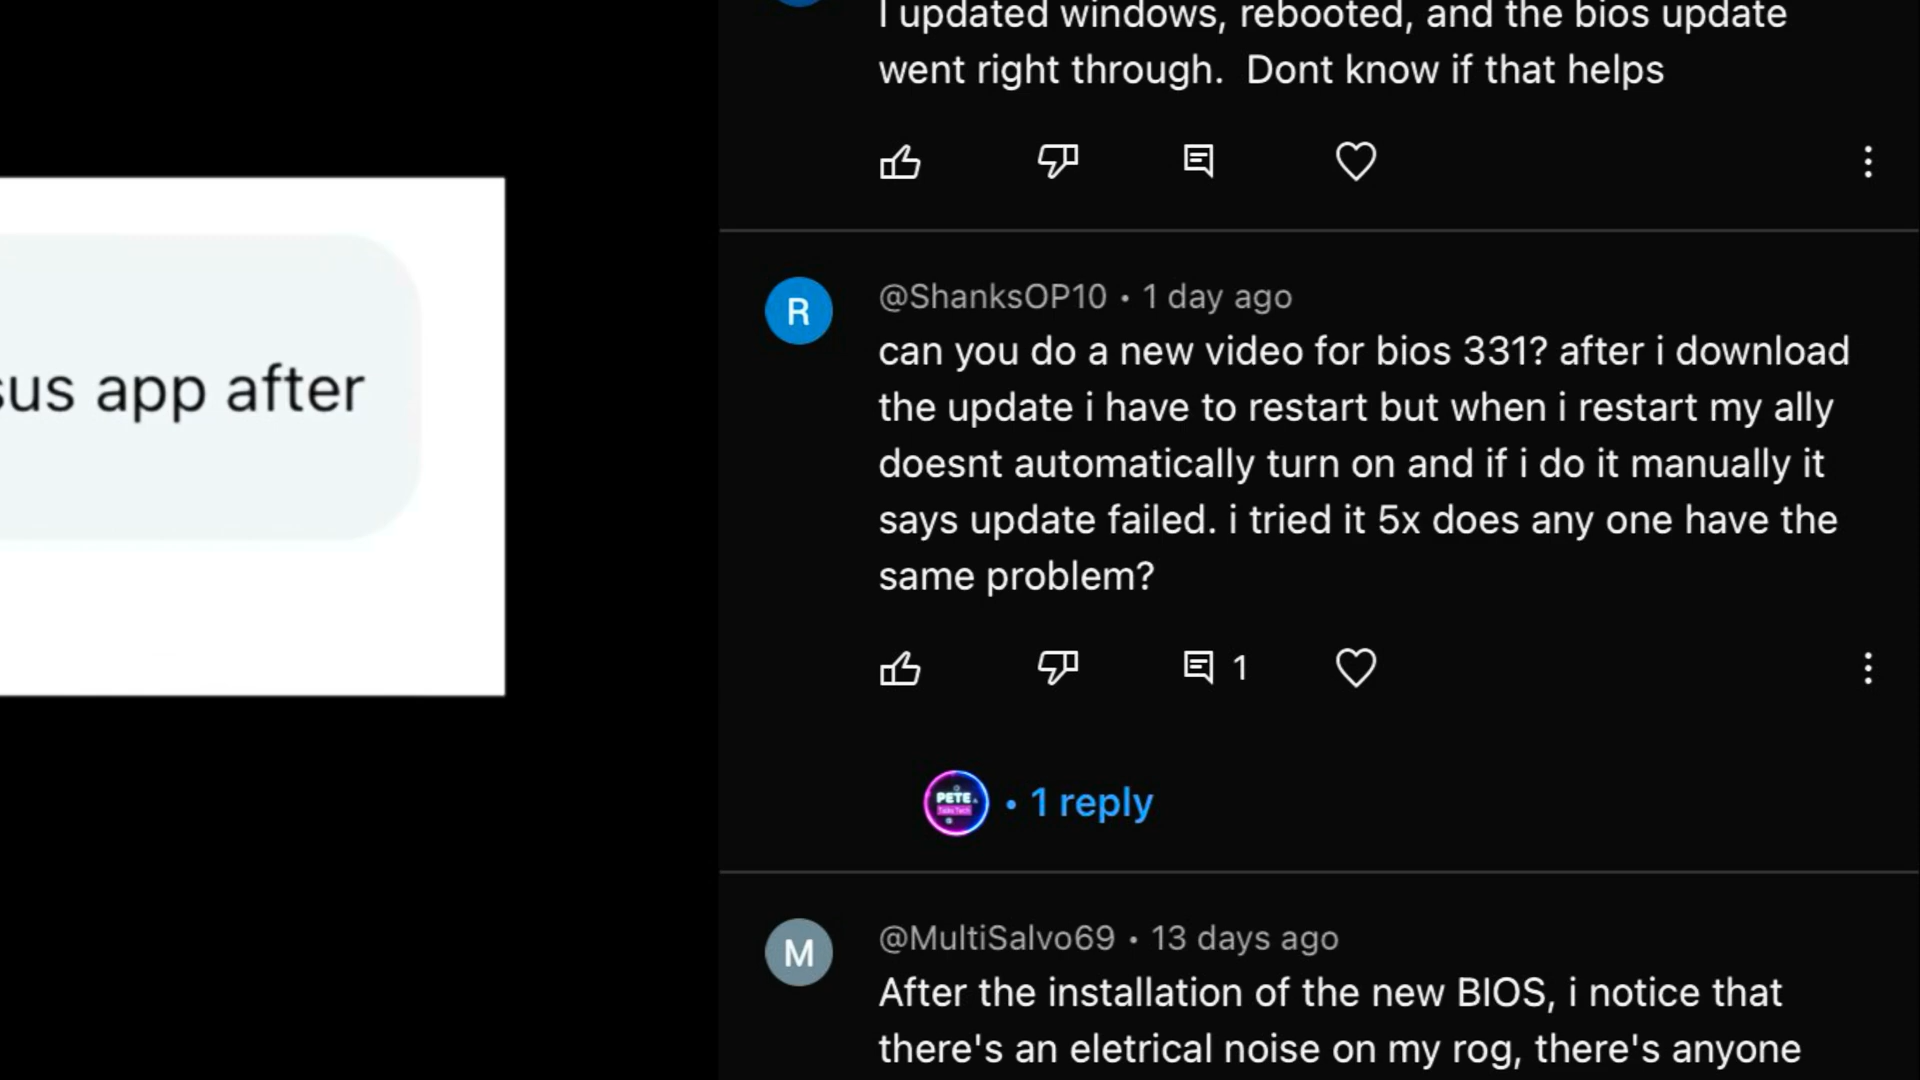 I updated windows, rebooted, and the bios update
went right through. Dont know if that helps
app after
R
@ShanksOP10 • 1 day ago
can you do a new video for bios 331? after i download
the update i have to restart but when i restart my ally
doesnt automatically turn on and if i do it manually it
says update failed. i tried it 5x does any one have the
same problem?
1
PETE
• 1 reply
M
@MultiSalvo69 • 13 days ago
After the installation of the new BIOS, i notice that
there's an eletrical noise on my rog, there's anyone